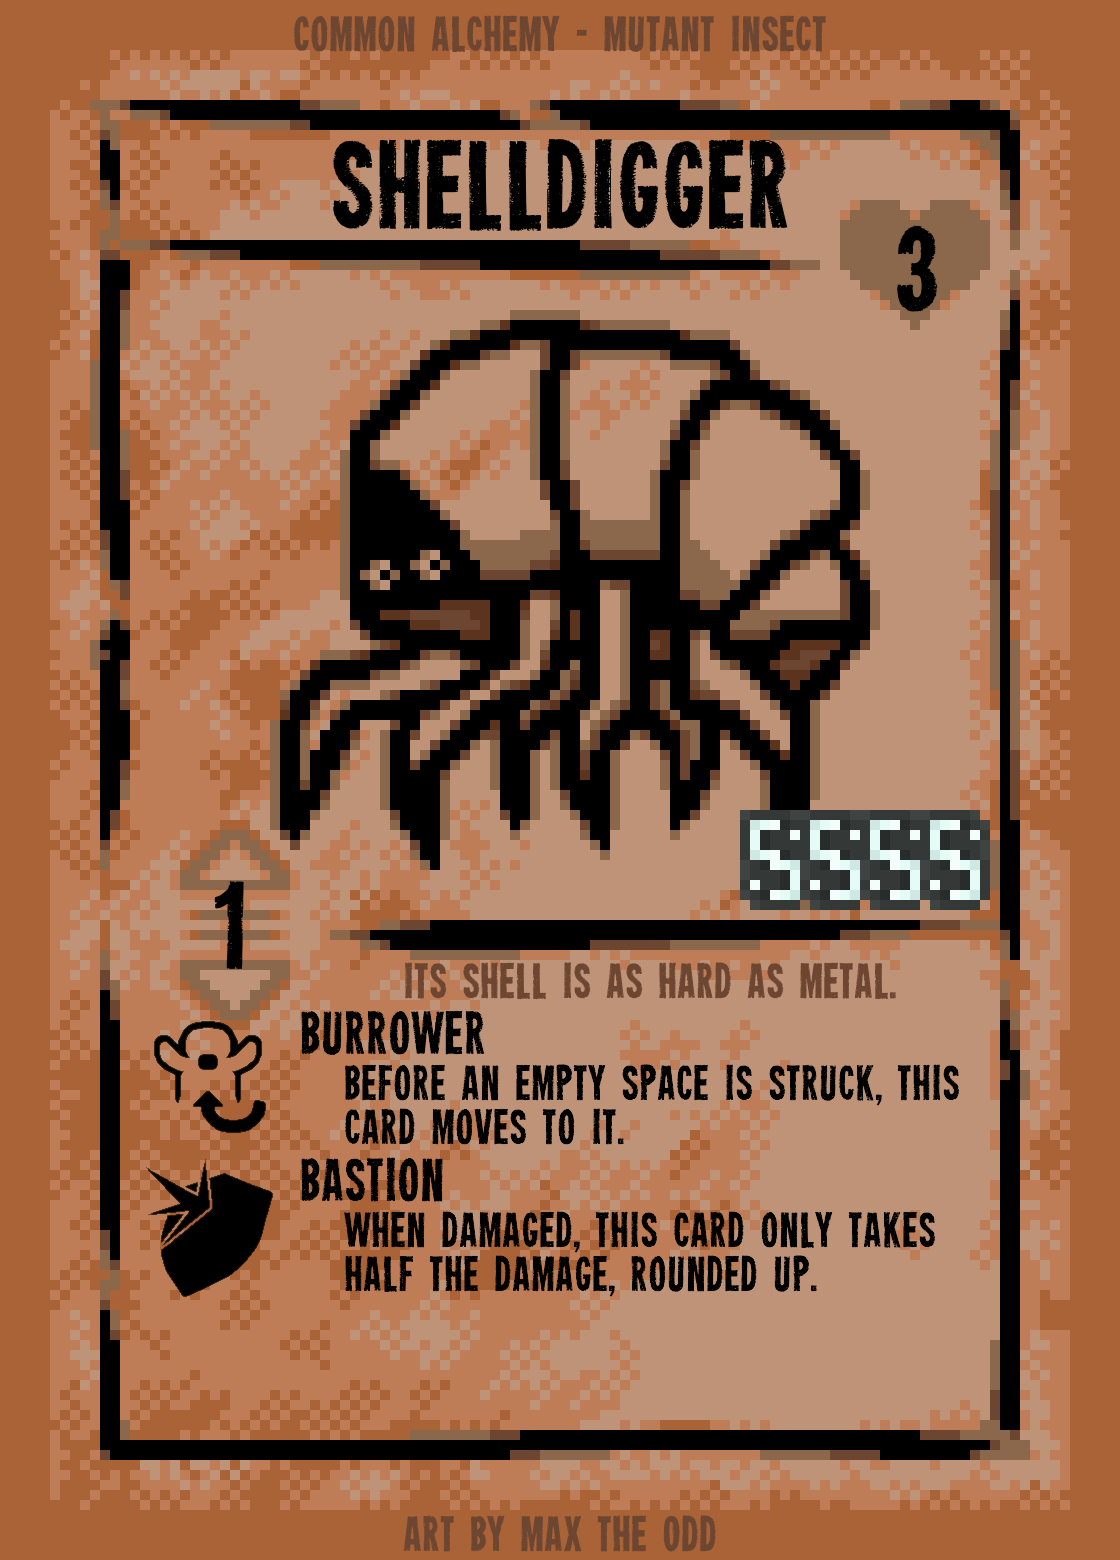 COMMON ALCHEMY - MUTANT INSECT
SHELLDIGGER
3
SSSS
1
ITS SHELL IS AS HARD AS METAL.
BURROWER
BEFORE AN EMPTY SPACE IS STRUCK, THIS
CARD MOVES TO IT.
BASTION
WHEN DAMAGED, THIS CARD ONLY TAKES
HALF THE DAMAGE, ROUNDED UP.
ART BY MAX THE ODD